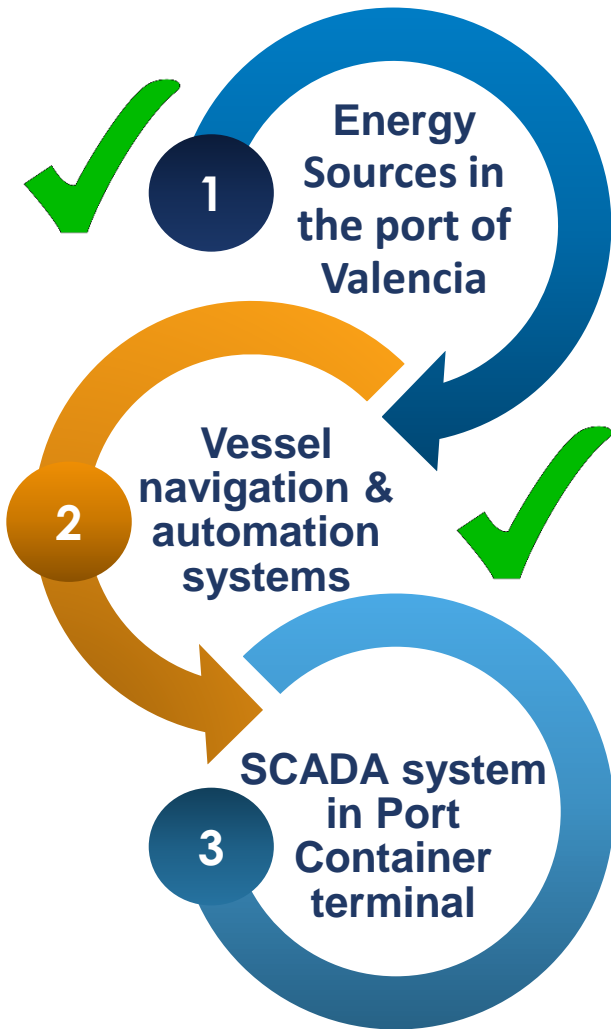 1
Energy
Sources in
the port of
Valencia
2
Vessel
navigation &
automation
systems
3
SCADA system
in Port
Container
terminal